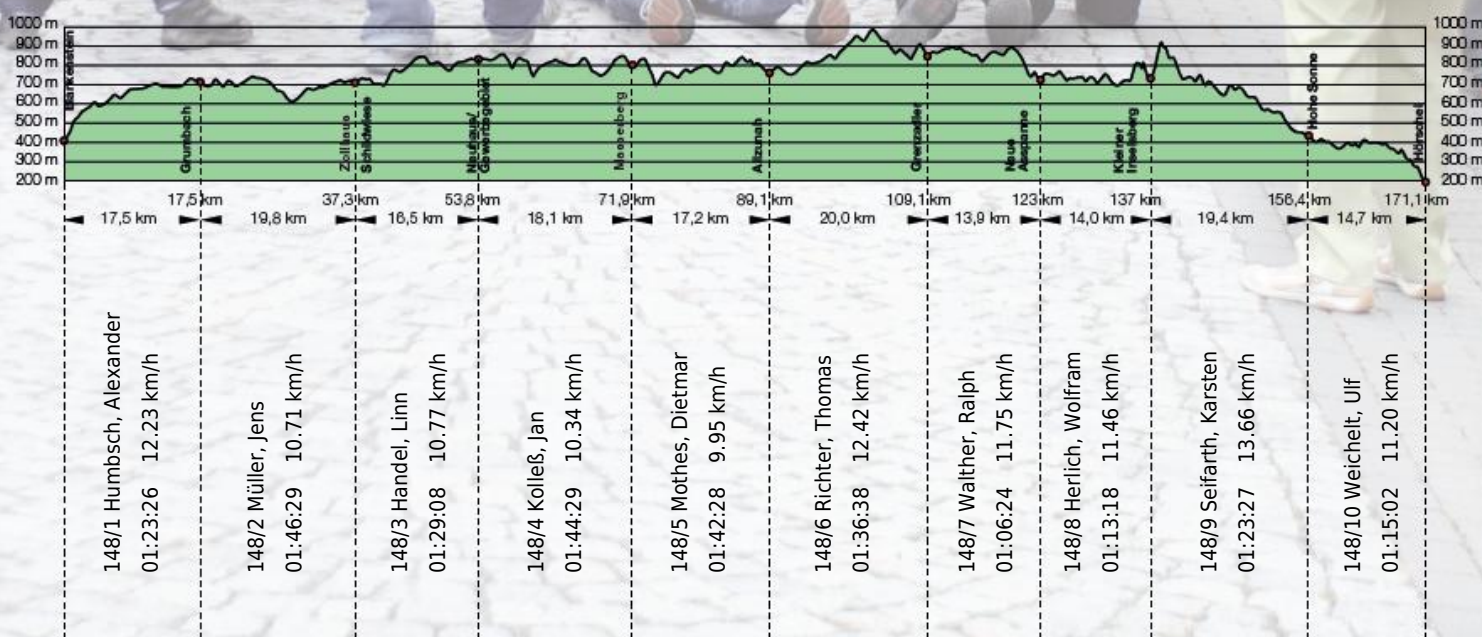 1000 m
900 m
800 m
700 m
600 m
500 m
400 m
300 m
200 m
1000 m
900 m
800 m
700 m
600 m
500 m
400 m
300 m
200 m
Blankenstein
Grumbach
Zollhaus
Schildwiese
Neuhaus/
Masserberg
Allzunah
Grenzadler
Neue
Ausspanne
Kleiner
Inselsberg
Hohe Sonne
Hörschel
17,5 km
37,3 km
53,8 km
71,9 km
89,1 km
109,1 km
123 km
137 km
156,4 km
171,1 km
17,5 km
19,8 km
16,5 km
18,1 km
17,2 km
20,0 km
13,9 km
14,0 km
19,4 km
14,7 km
148/1 Humbsch, Alexander
01:23:26 12.23 km/h
148/2 Müller, Jens
01:46:29 10.71 km/h
148/3 Handel, Linn
01:29:08 10.77 km/h
148/4 Kolleß, Jan
01:44:29 10.34 km/h
148/5 Mothes, Dietmar
01:42:28 9.95 km/h
148/6 Richter, Thomas
01:36:38 12.42 km/h
148/7 Walther, Ralph
01:06:24 11.75 km/h
148/8 Herlich, Wolfram
01:13:18 11.46 km/h
148/9 Seifarth, Karsten
01:23:27 13.66 km/h
148/10 Weichelt, Ulf
01:15:02 11.20 km/h